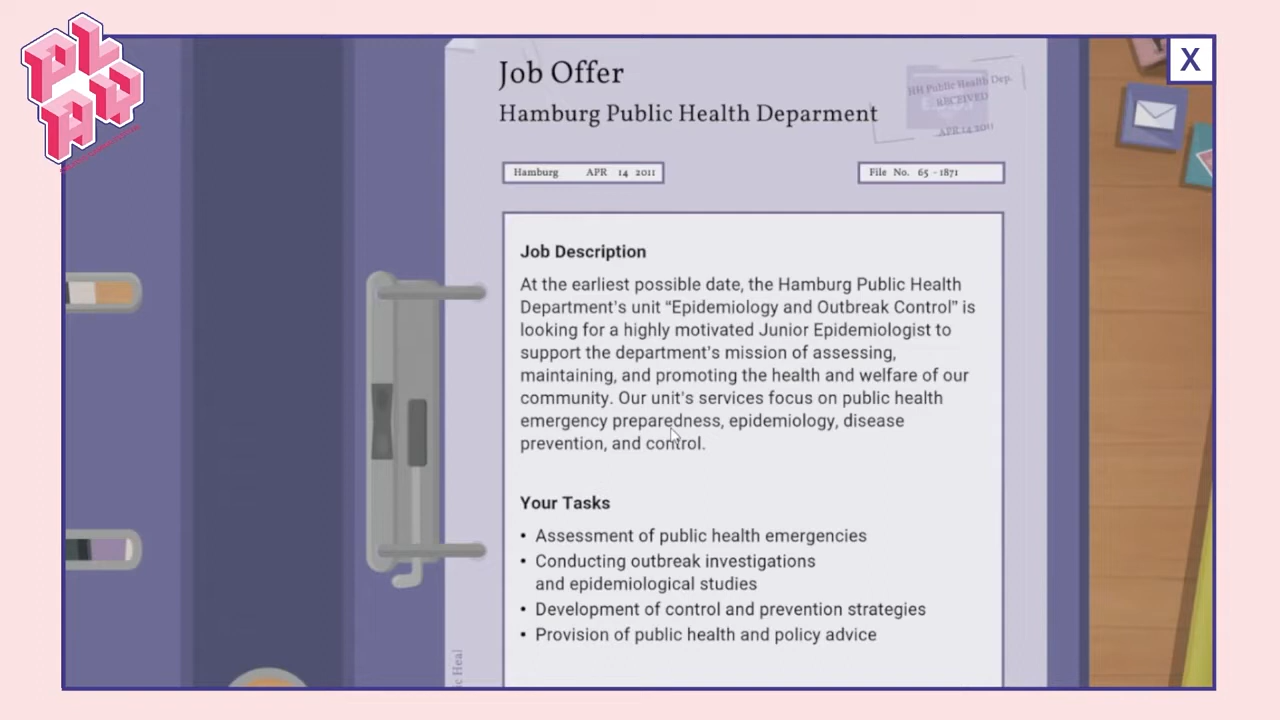 PLAY
X
Job Offer
Hamburg Public Health Deparment
HH Public Health Dep.
RECEIVED
APR 14 2011
Hamburg APR 14 2011
File No. 65 - 1871
Job Description
At the earliest possible date, the Hamburg Public Health
Department's unit “Epidemiology and Outbreak Control” is
looking for a highly motivated Junior Epidemiologist to
support the department's mission of assessing,
maintaining, and promoting the health and welfare of our
community. Our unit's services focus on public health
emergency preparedness, epidemiology, disease
prevention, and control.
Your Tasks
• Assessment of public health emergencies
• Conducting outbreak investigations
and epidemiological studies
• Development of control and prevention strategies
• Provision of public health and policy advice
c Heal